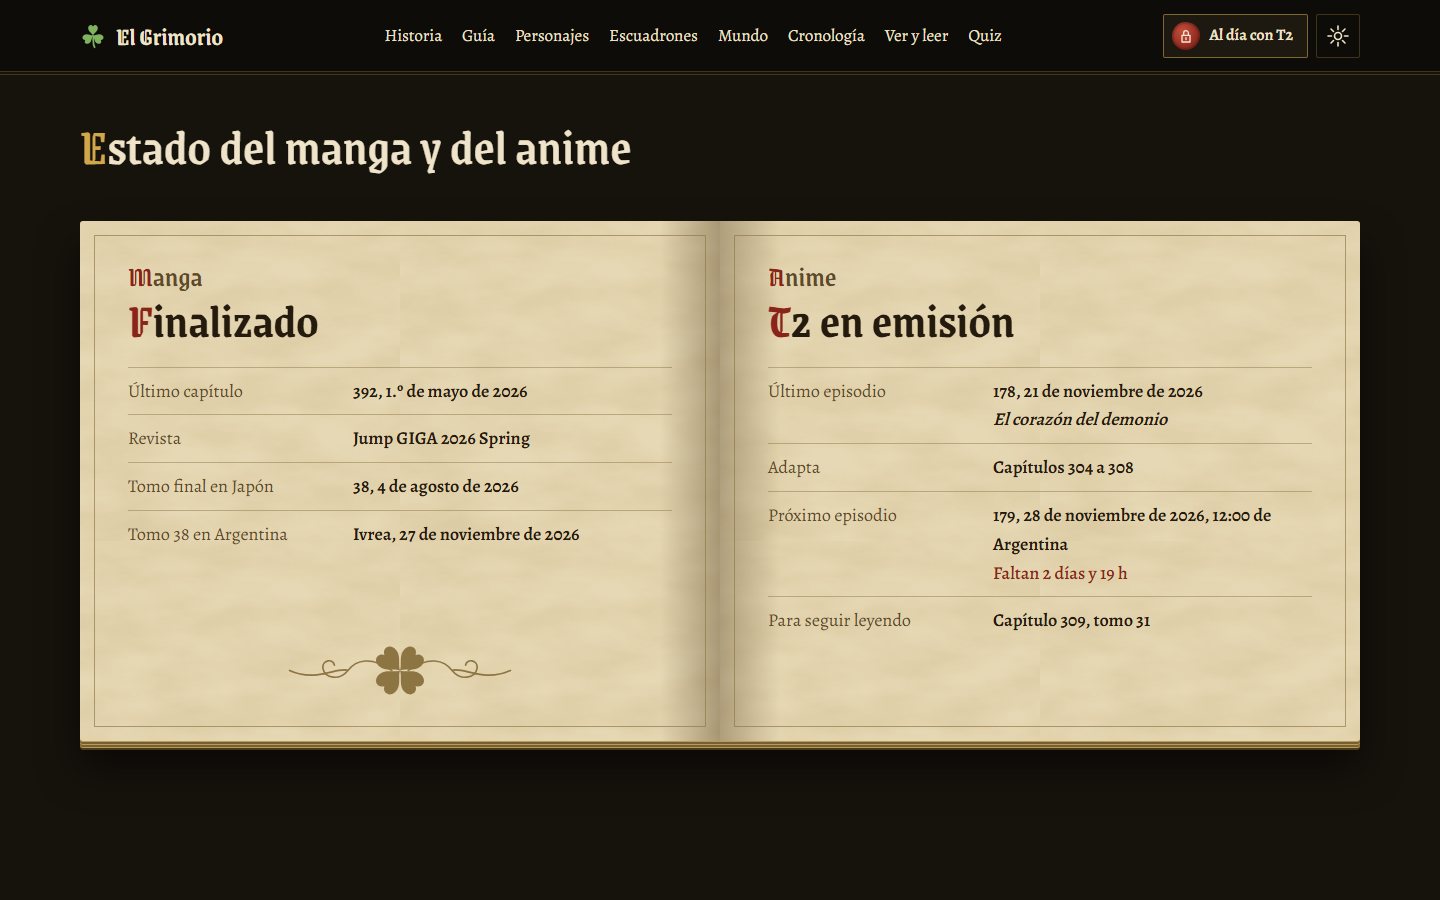 El Grimorio
Historia Guía Personajes Escuadrones Mundo Cronología Ver y leer Quiz
Al día con T2
Estado del manga y del anime
Manga
Finalizado
Último capítulo 392, 1.º de mayo de 2026
Revista Jump GIGA 2026 Spring
Tomo final en Japón 38, 4 de agosto de 2026
Tomo 38 en Argentina Ivrea, 27 de noviembre de 2026
Anime
T2 en emisión
Último episodio 178, 21 de noviembre de 2026
El corazón del demonio
Adapta Capítulos 304 a 308
Próximo episodio 179, 28 de noviembre de 2026, 12:00 de
Argentina
Faltan 2 días y 19 h
Para seguir leyendo Capítulo 309, tomo 31